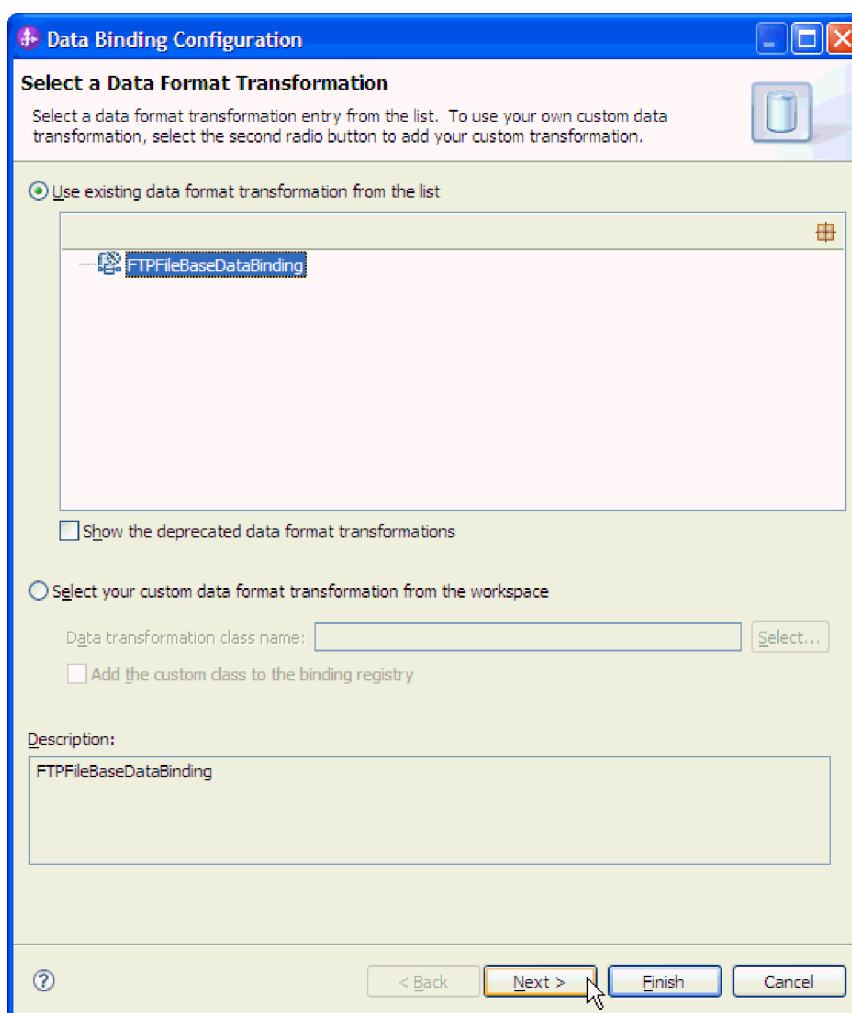 Data Binding Configuration
Select a Data Format Transformation
Select a data format transformation entry from the list. To use your own custom data
transformation, select the second radio button to add your custom transformation.
Use existing data format transformation from the list
FTPFileBaseDataBinding
Show the deprecated data format transformations
Select your custom data format transformation from the workspace
Data transformation class name:
Select...
Add the custom class to the binding registry
Description:
FTPFileBaseDataBinding
?
< Back
Next >
Finish
Cancel